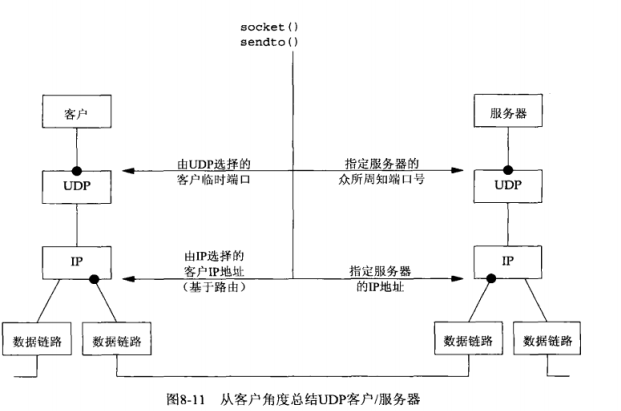 socket()
sendto()
客户
服务器
由UDP选择的
客户临时端口
指定服务器的
众所周知端口号
UDP
UDP
由IP选择的
客户IP地址
（基于路由）
指定服务器
的IP地址
IP
IP
数据链路
数据链路
数据链路
数据链路
图8-11 从客户角度总结UDP客户/服务器